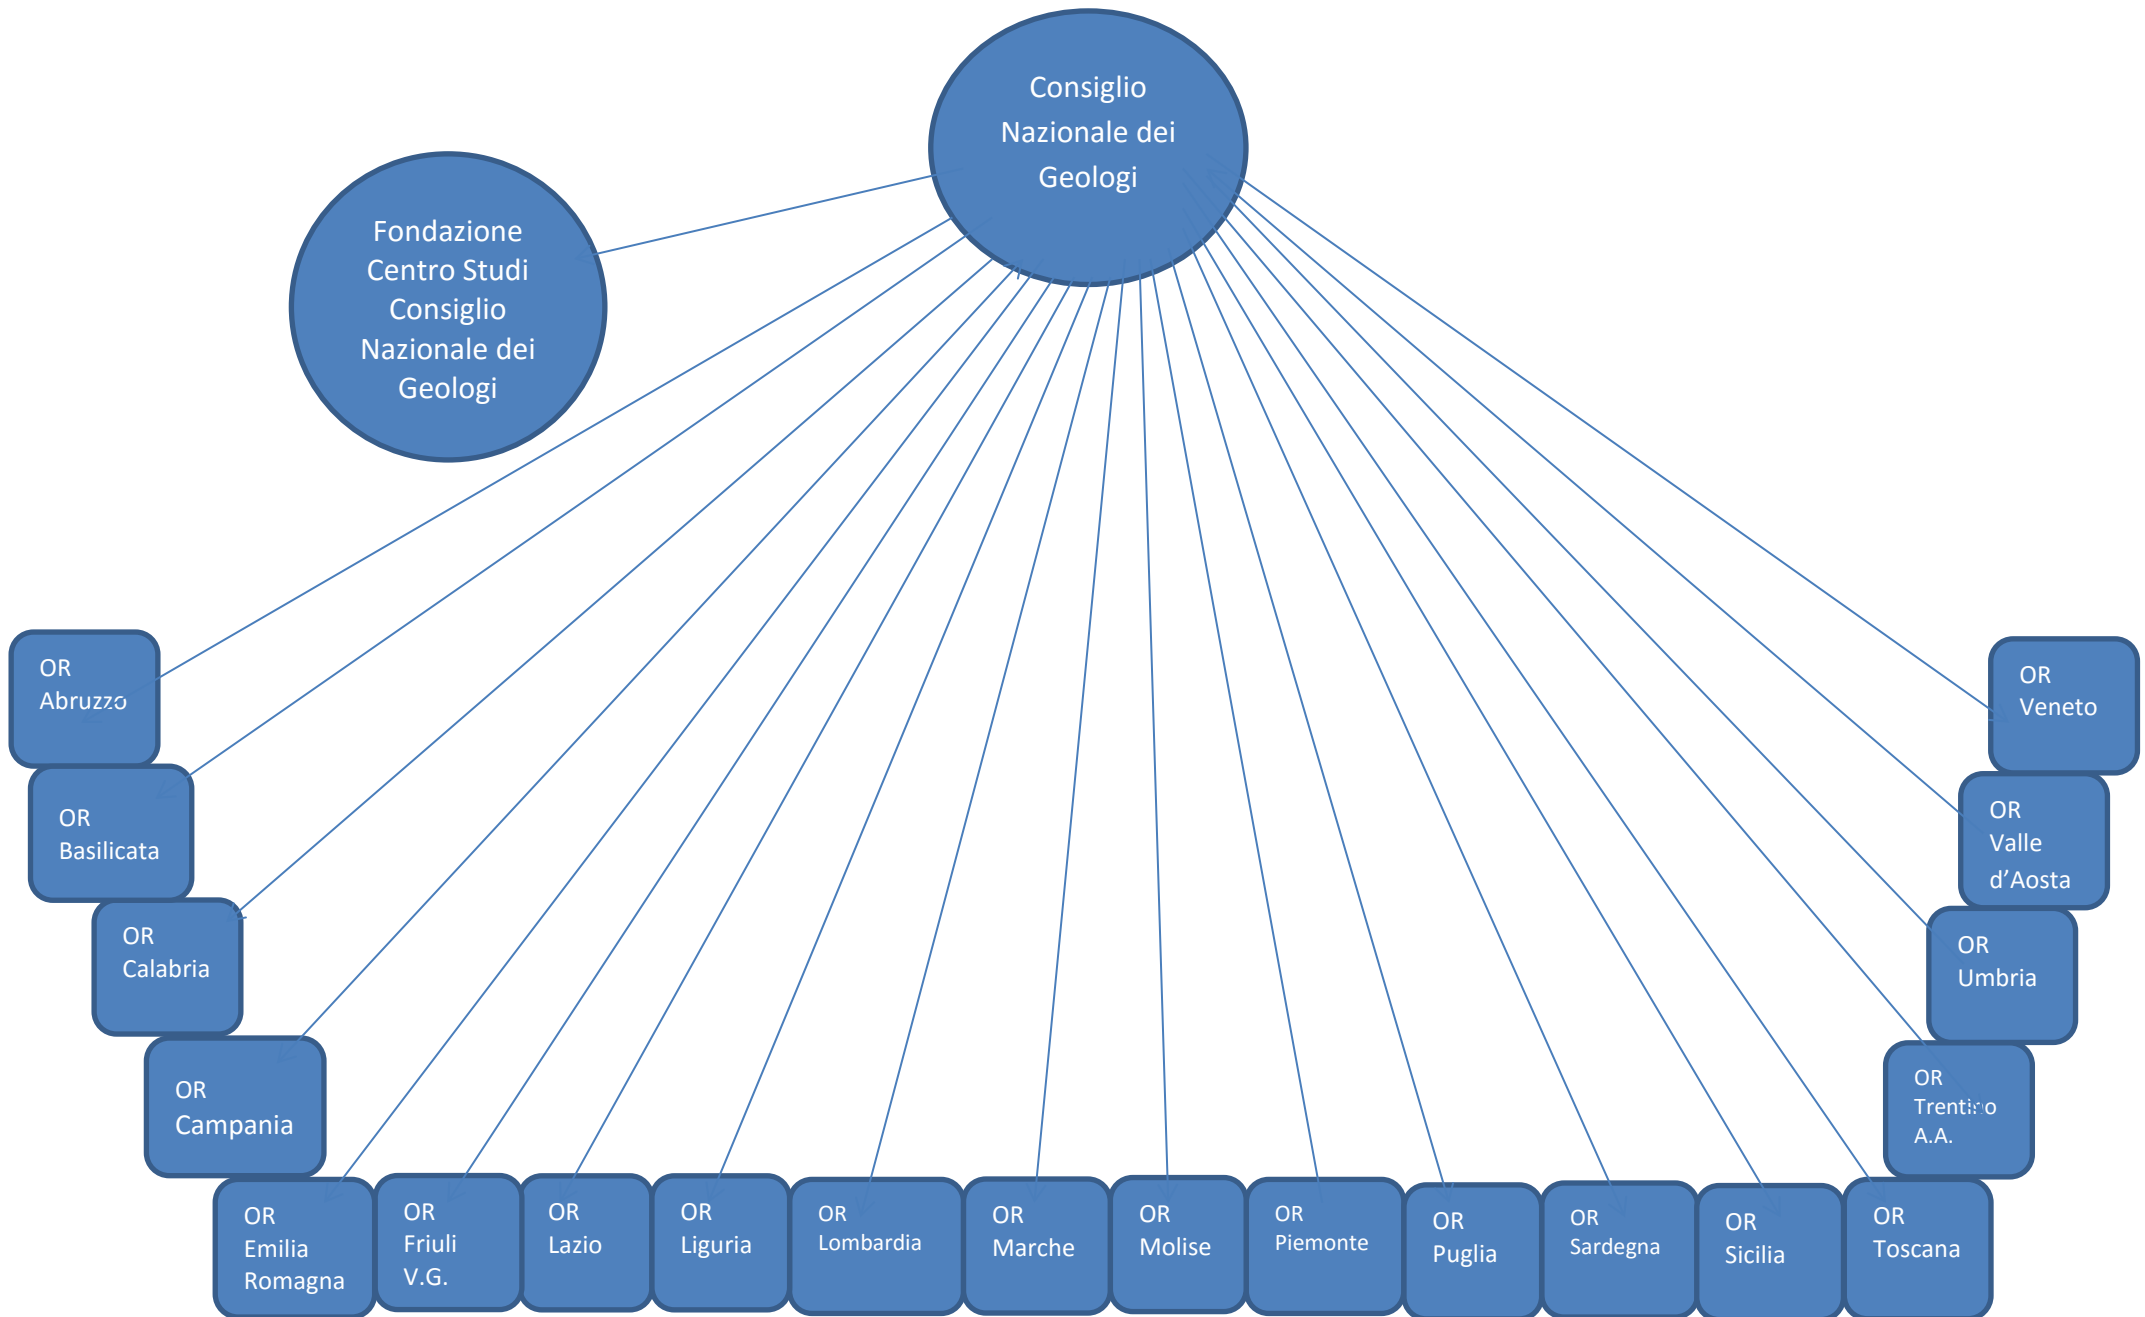 Consiglio
Nazionale dei
Geologi
Fondazione
Centro Studi
Consiglio
Nazionale dei
Geologi
OR
Abruzzo
OR
Basilicata
OR
Calabria
OR
Campania
OR
Emilia
Romagna
OR
Friuli
V.G.
OR
Lazio
OR
Liguria
OR
Lombardia
OR
Marche
OR
Molise
OR
Piemonte
OR
Puglia
OR
Sardegna
OR
Sicilia
OR
Toscana
OR
Trentino
A.A.
OR
Umbria
OR
Valle
d’Aosta
OR
Veneto